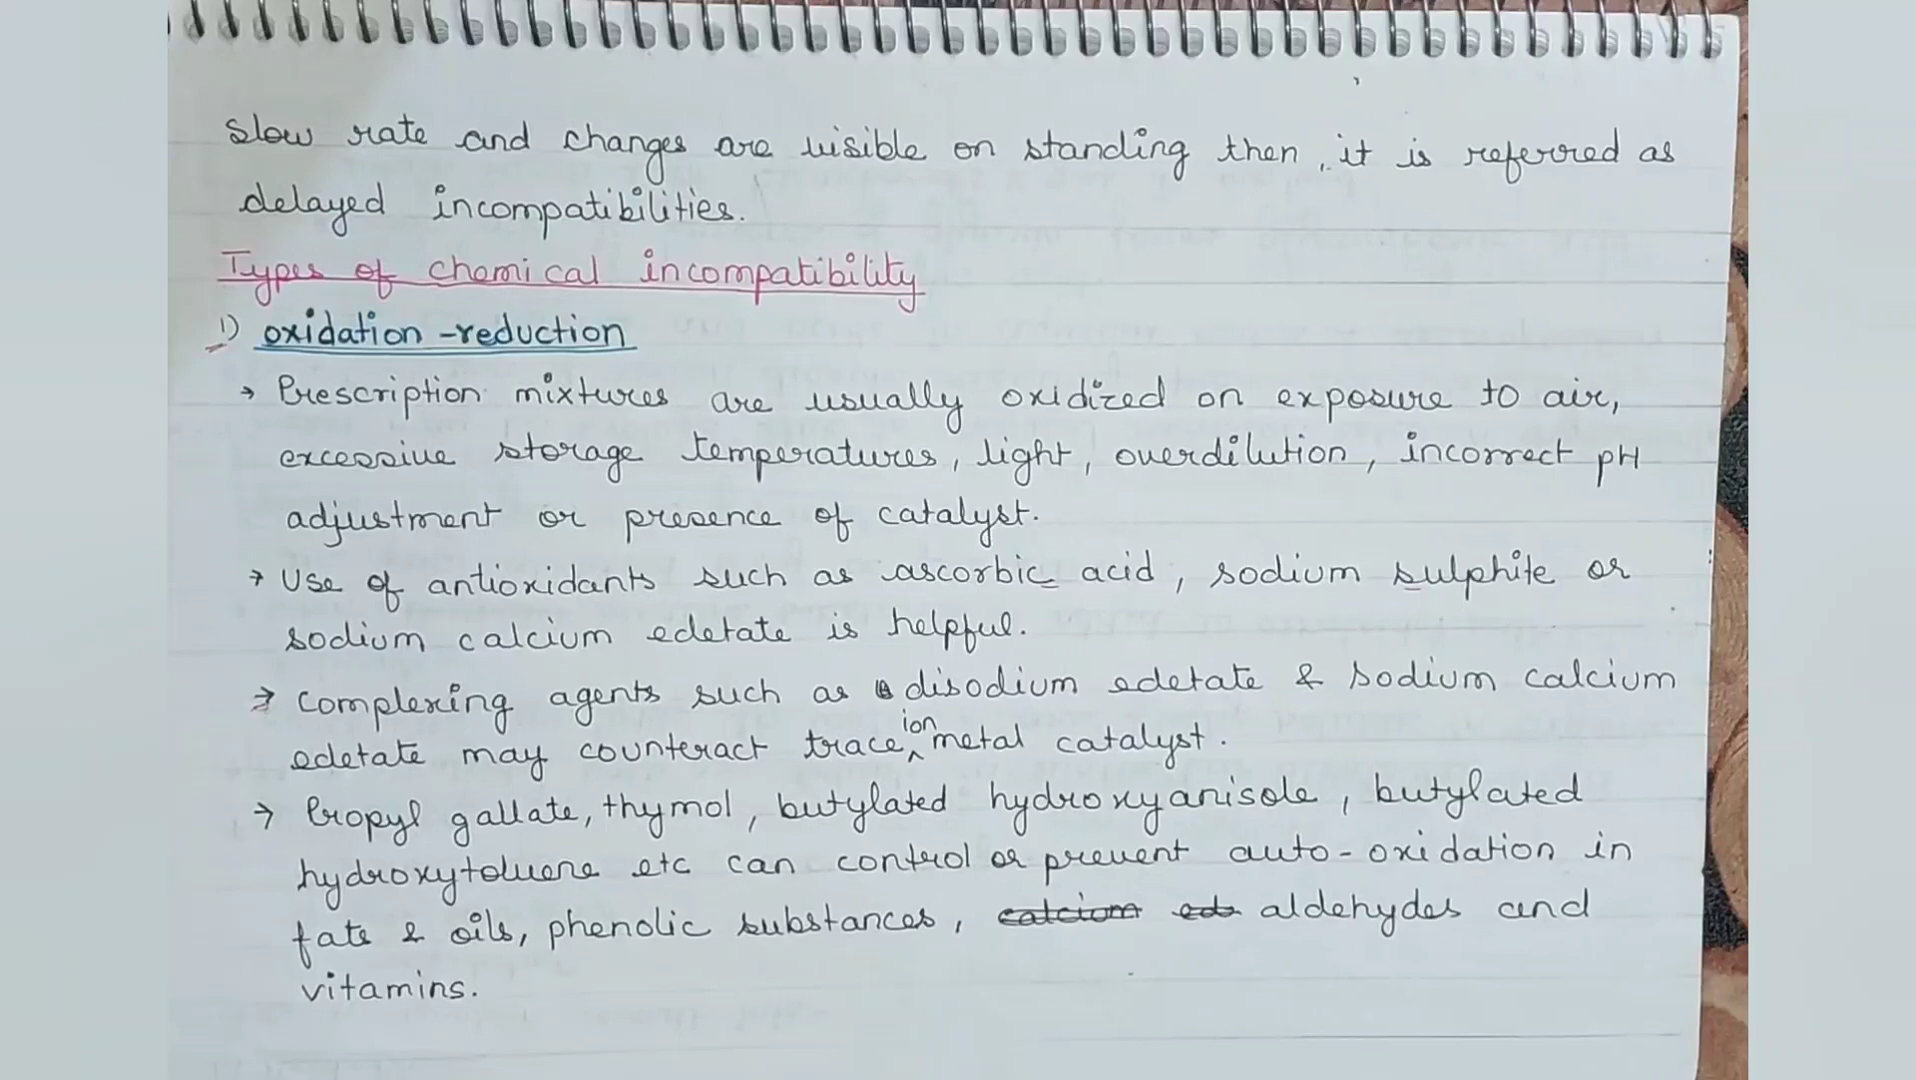 slow rate and changes are visible on standing then, it is referred as
delayed incompatibilities.
Types of chemical incompatibility
1) oxidation-reduction
→ Prescription mixtures are usually oxidized on exposure to air,
excessive storage temperatures, light, overdilution, incorrect pH
adjustment or presence of catalyst.
→ Use of antioxidants such as ascorbic acid, sodium sulphite or
sodium calcium edetate is helpful.
→ Complexing agents such as disodium edetate & sodium calcium
edetate may counteract trace ion metal catalyst.
→ Propyl gallate, thymol, butylated hydroxyanisole, butylated
hydroxytoluene etc can control or prevent auto-oxidation in
fats & oils, phenolic substances, ~~calcium~~ ~~ede~~ aldehydes and
vitamins.